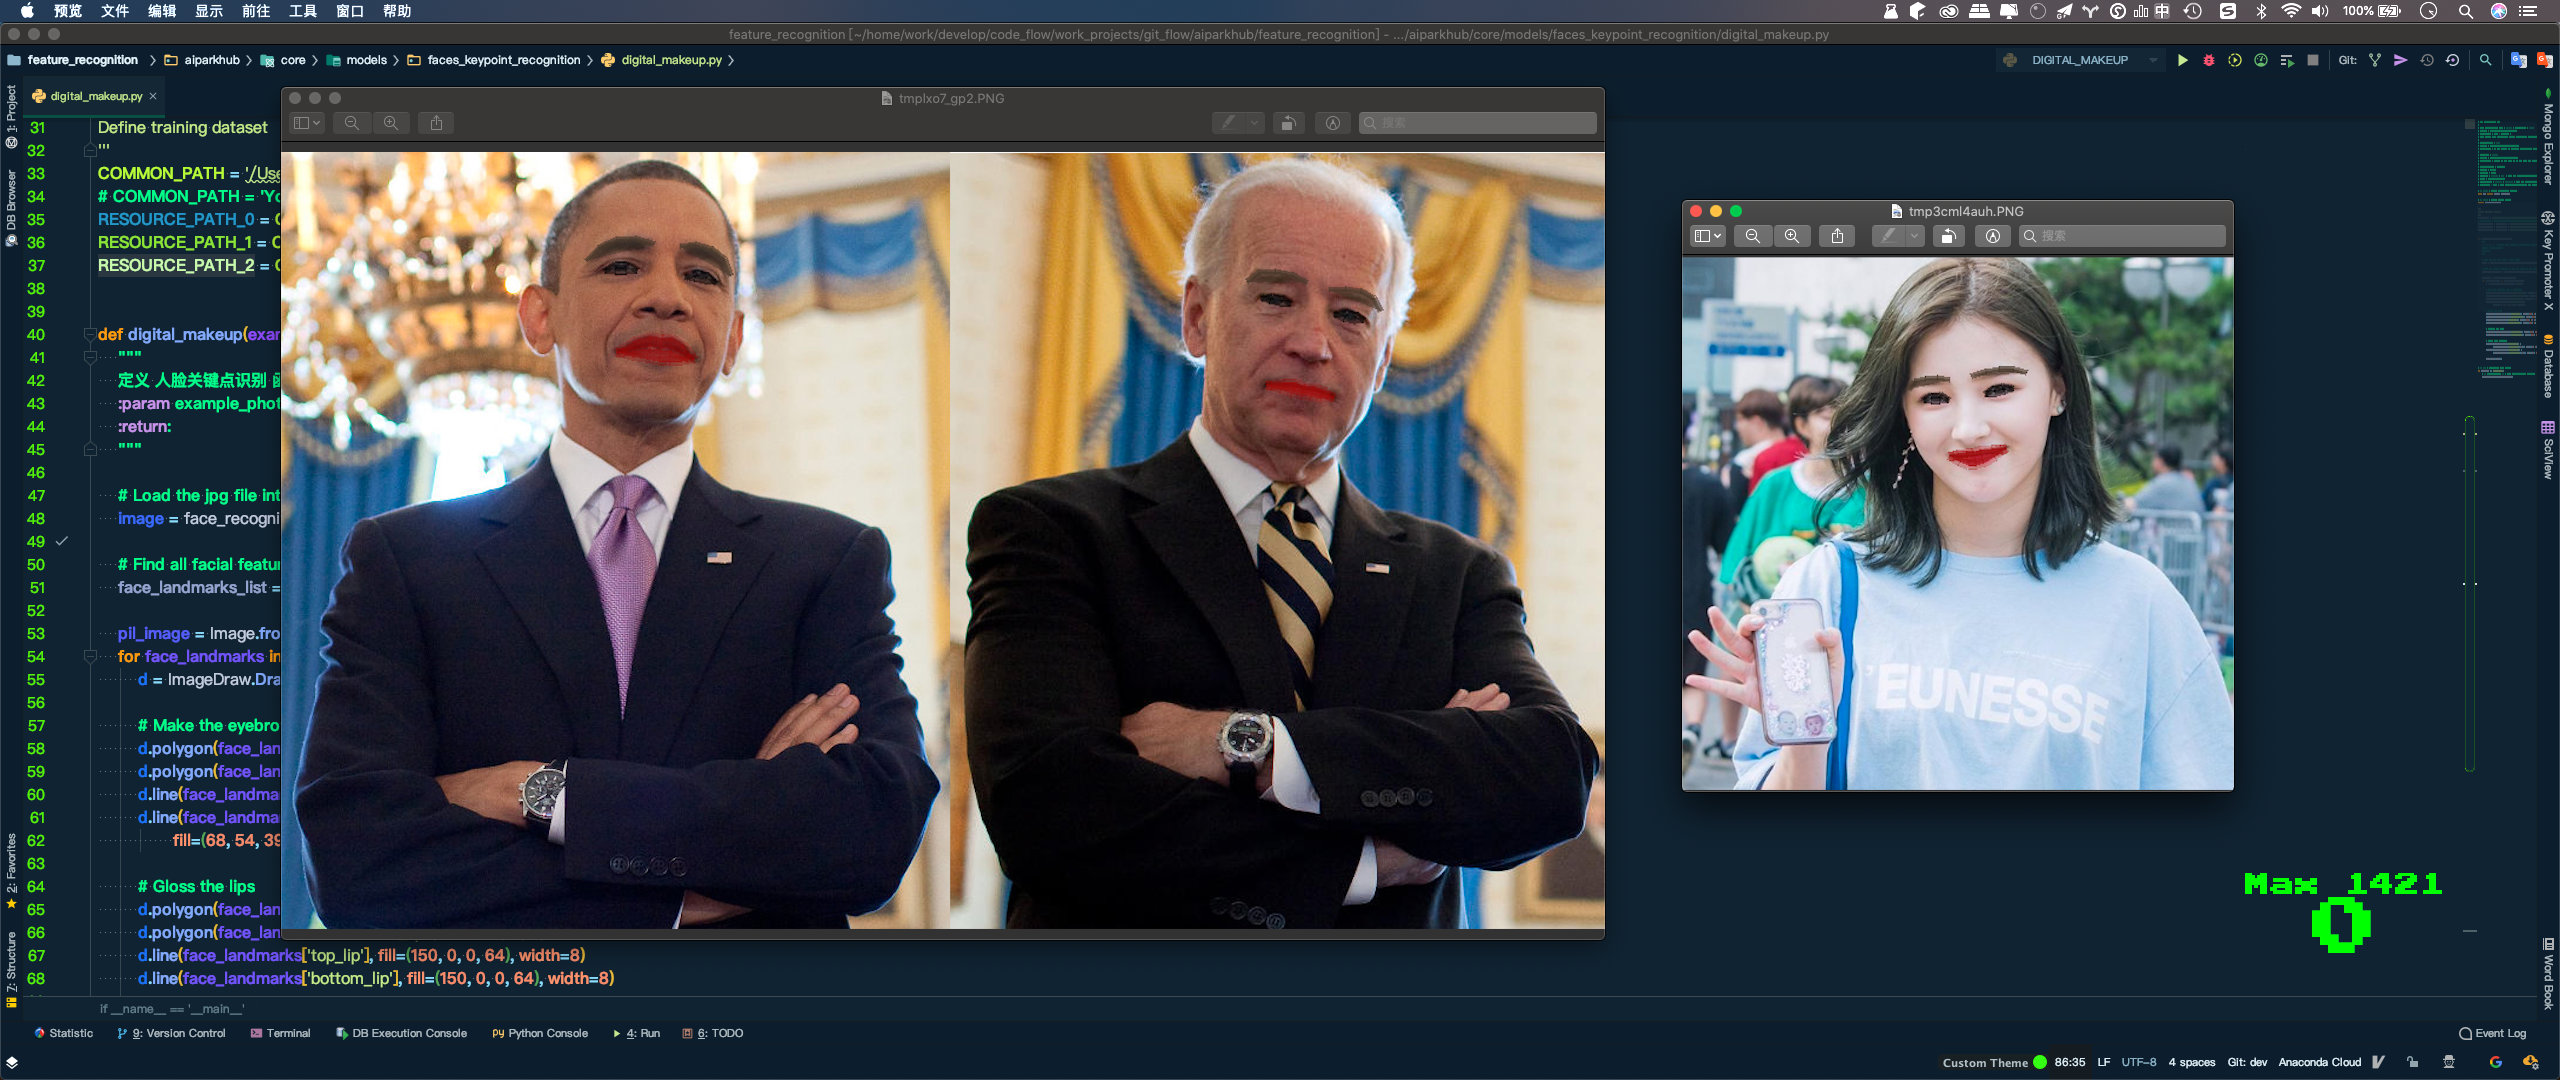 预览 文件 编辑 显示 前往 工具 窗口 帮助
100%
feature_recognition [~/home/work/develop/code_flow/work_projects/git_flow/aiparkhub/feature_recognition] - .../aiparkhub/core/models/faces_keypoint_recognition/digital_makeup.py
feature_recognition aiparkhub core models faces_keypoint_recognition digital_makeup.py
DIGITAL_MAKEUP
Git:
digital_makeup.py
1: Project
DB Browser
2: Favorites
7: Structure
31 Define training dataset
32 '''
33 COMMON_PATH = '/Use
34 # COMMON_PATH = 'Yo
35 RESOURCE_PATH_0 =
36 RESOURCE_PATH_1 =
37 RESOURCE_PATH_2 =
38
39
40 def digital_makeup(exam
41 """
42 定义 人脸关键点识别
43 :param example_phot
44 :return:
45 """
46
47 # Load the jpg file int
48 image = face_recogni
49
50 # Find all facial featur
51 face_landmarks_list =
52
53 pil_image = Image.fro
54 for face_landmarks in
55 d = ImageDraw.Dra
56
57 # Make the eyebro
58 d.polygon(face_lan
59 d.polygon(face_lan
60 d.line(face_landma
61 d.line(face_landma
62 fill=(68, 54, 39
63
64 # Gloss the lips
65 d.polygon(face_lan
66 d.polygon(face_lan
67 d.line(face_landmarks['top_lip'], fill=(150, 0, 0, 64), width=8)
68 d.line(face_landmarks['bottom_lip'], fill=(150, 0, 0, 64), width=8)
if __name__ == '__main__'
tmplxo7_gp2.PNG
搜索
tmp3cml4auh.PNG
搜索
'EUNESSE
Mongo Explorer
Key Promoter X
Database
SciView
Word Book
Max 1421
0
Statistic 9: Version Control Terminal DB Execution Console Python Console 4: Run 6: TODO
Event Log
Custom Theme 86:35 LF UTF-8 4 spaces Git: dev Anaconda Cloud